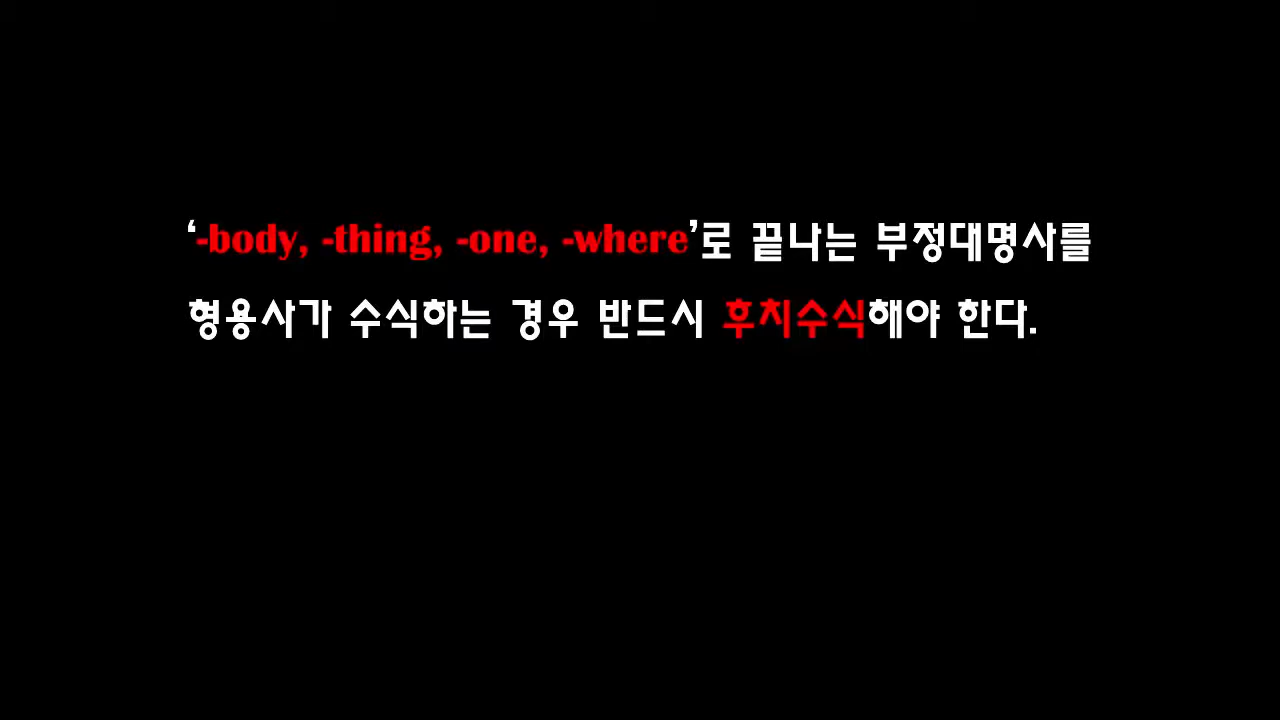 ‘-body, -thing, -one, -where’로 끝나는 부정대명사를
형용사가 수식하는 경우 반드시 후치수식해야 한다.